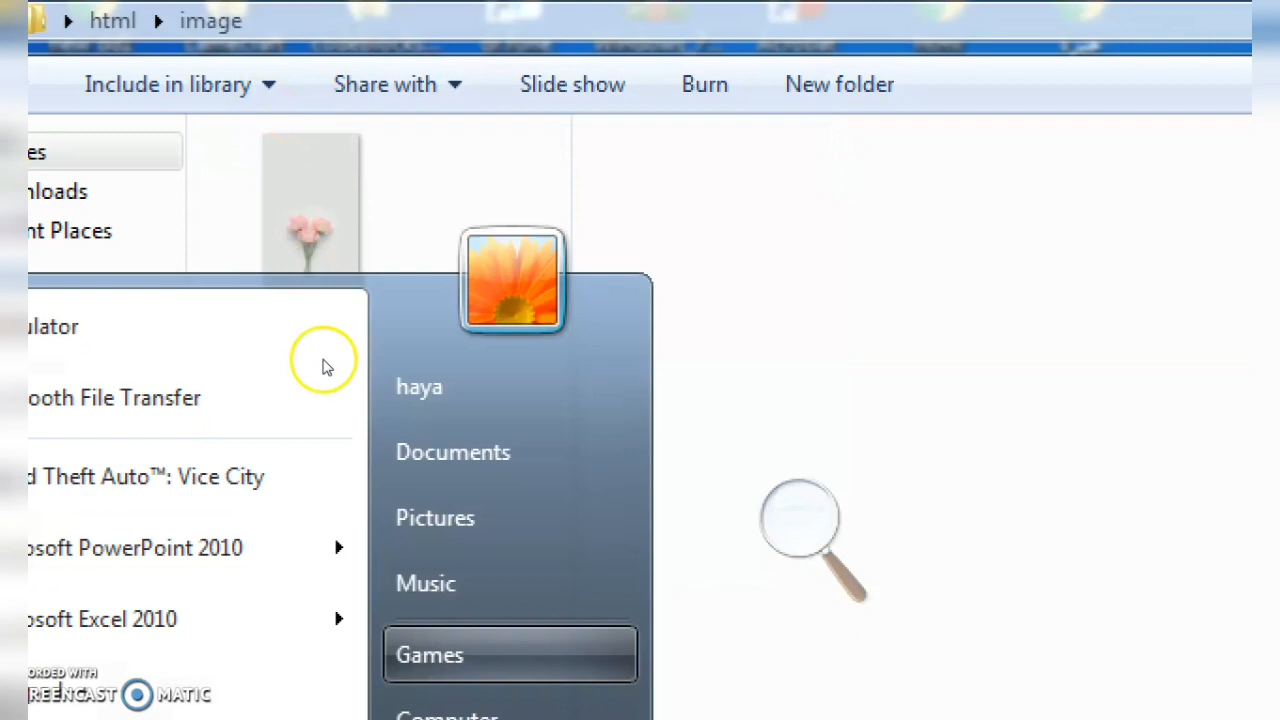 html image
Include in library Share with Slide show Burn New folder
es
nloads
nt Places
ulator
haya
ooth File Transfer
Documents
d Theft Auto™: Vice City
Pictures
osoft PowerPoint 2010
Music
osoft Excel 2010
Games
Computer
ORDED WITH
REENCAST MATIC